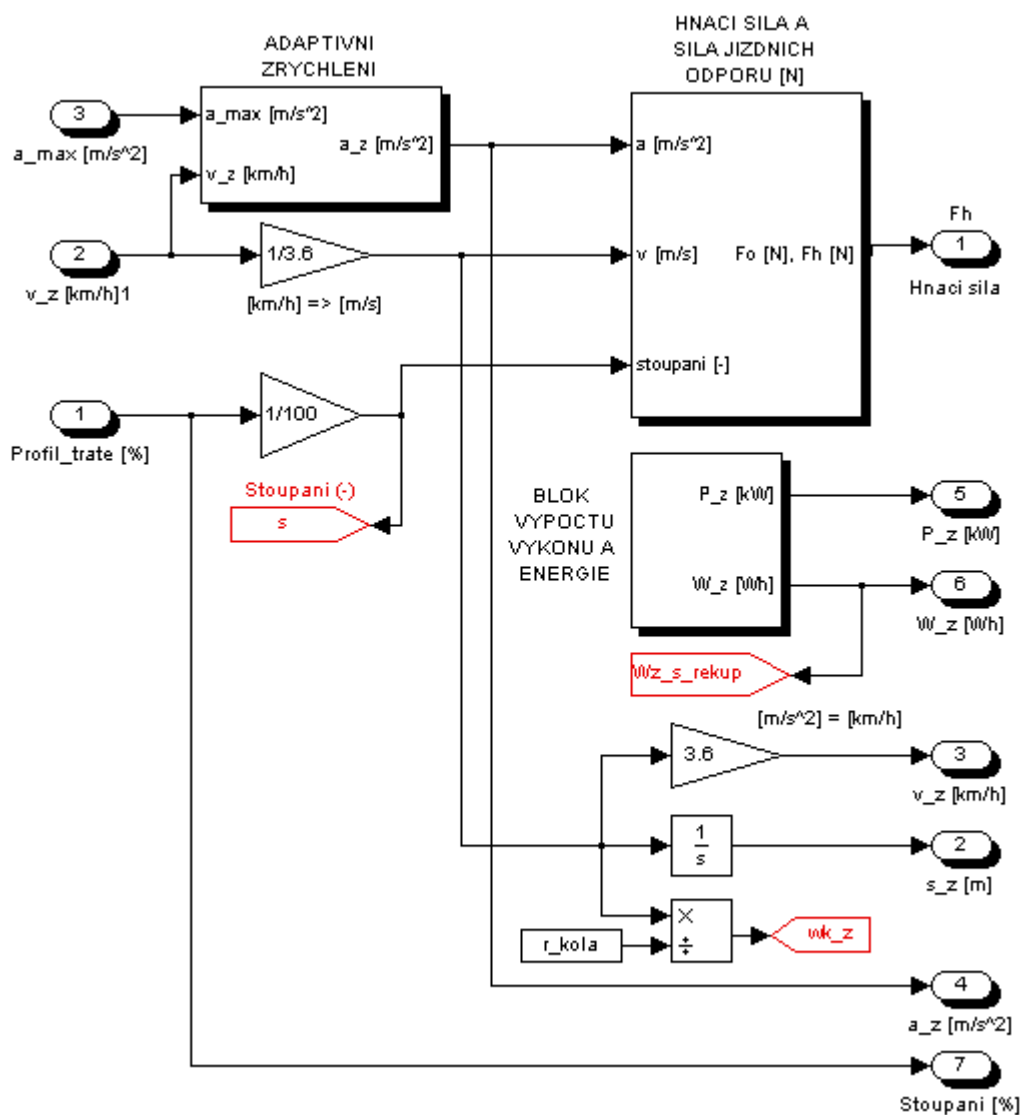 ADAPTIVNI
ZRYCHLENI
HNACI SILA A
SILA JIZDNICH
ODPORU [N]
3
a_max [m/s^2]
a_max [m/s^2]
v_z [km/h]
a_z [m/s^2]
a [m/s^2]
v [m/s]
Fo [N], Fh [N]
stoupani [-]
Fh
1
Hnaci sila
2
v_z [km/h]1
1/3.6
[km/h] => [m/s]
1
Profil_trate [%]
1/100
Stoupani (-)
s
BLOK
VYPOCTU
VYKONU A
ENERGIE
P_z [kW]
W_z [Wh]
5
P_z [kW]
6
W_z [Wh]
Wz_s_rekup
[m/s^2] = [km/h]
3.6
3
v_z [km/h]
1
s
2
s_z [m]
r_kola
×
÷
wk_z
4
a_z [m/s^2]
7
Stoupani [%]